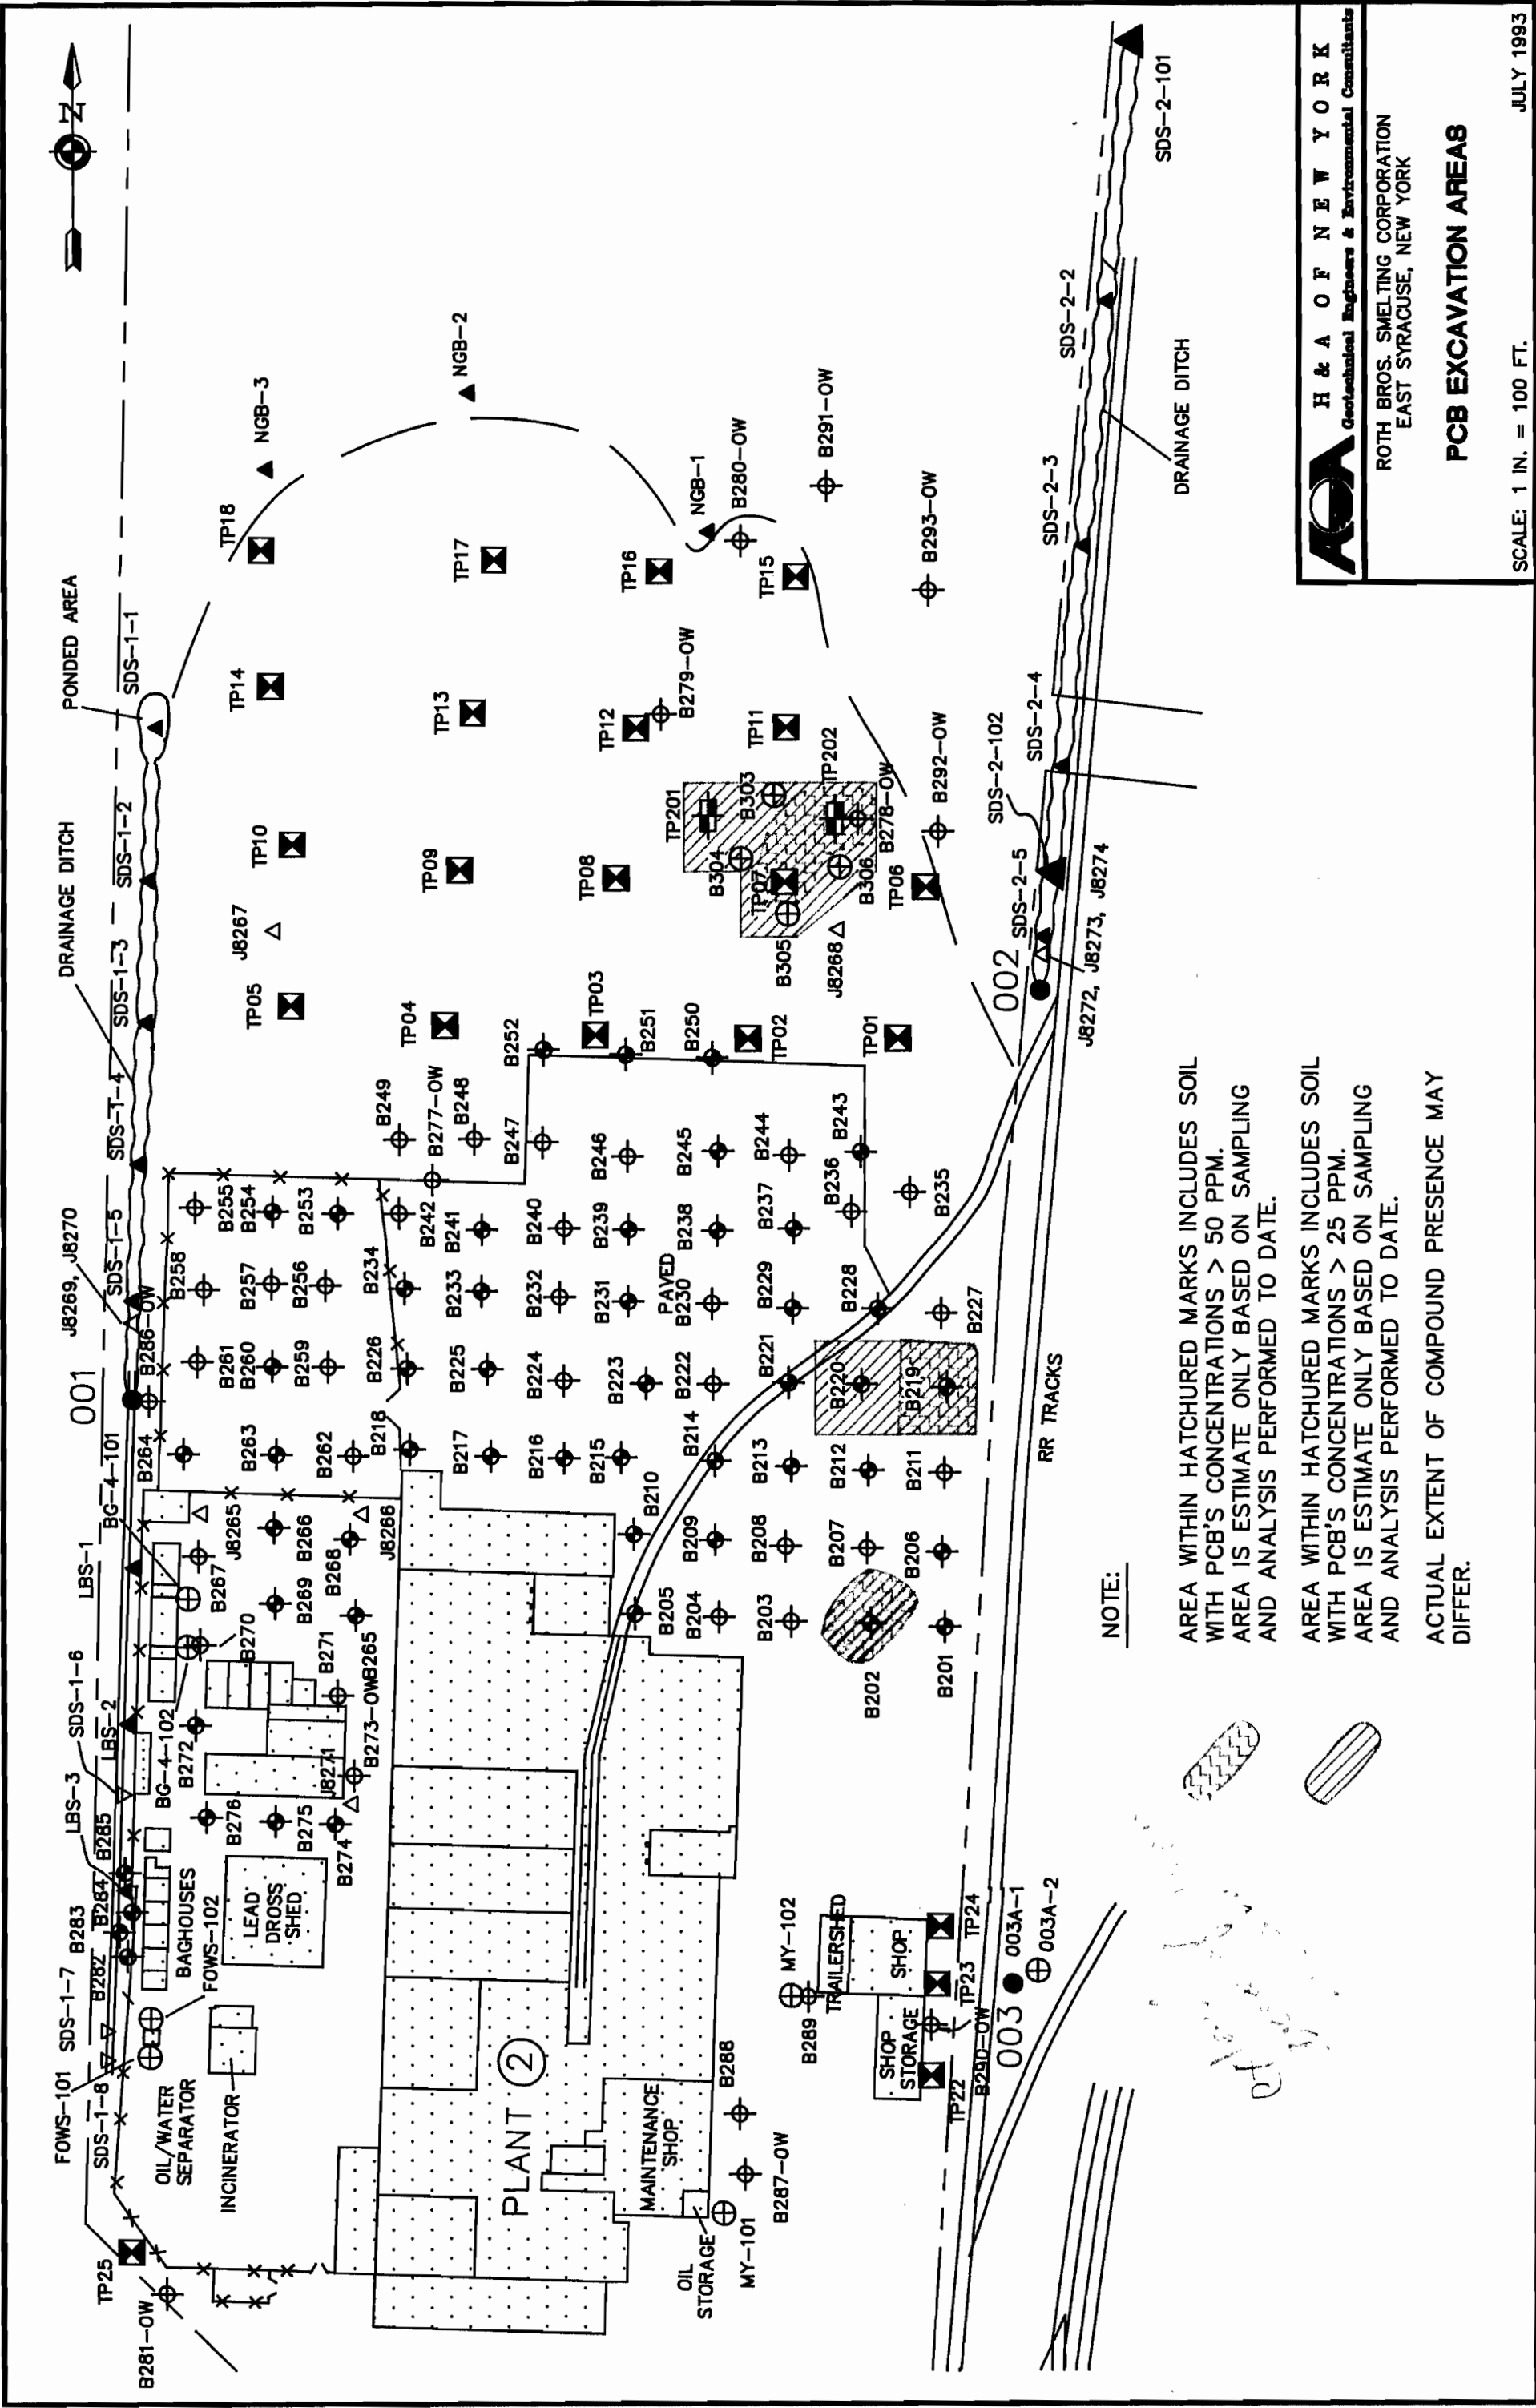 N
PONDED AREA
SDS-1-1
DRAINAGE DITCH
SDS-1-2
SDS-1-3
SDS-1-4
SDS-1-5
J8269, J8270
001
B286-OW
BG-4-101
LBS-1
SDS-1-6
LBS-2
LBS-3
BG-4-102
B285
B284
B283
B282
SDS-1-7
FOWS-101
SDS-1-8
FOWS-102
BAGHOUSES
OIL/WATER
SEPARATOR
INCINERATOR
LEAD
DROSS
SHED
TP25
B281-OW
TP18
NGB-3
NGB-2
TP17
TP16
NGB-1
B280-OW
TP15
B291-OW
B293-OW
TP14
TP13
TP12
B279-OW
TP11
TP10
J8267
TP09
TP08
TP201
B303
TP202
B304
TP07
B306
B278-OW
B305
J8268
TP06
B292-OW
TP05
TP04
TP03
TP02
TP01
B252
B251
B250
B249
B277-OW
B248
B247
B246
B245
B244
B243
B255
B254
B253
B242
B241
B240
B239
B238
B237
B236
B235
B258
B257
B256
B234
B233
B232
B231
PAVED
B230
B229
B228
B227
B261
B260
B259
B226
B225
B224
B223
B222
B221
B220
B219
B264
B263
B262
B218
B217
B216
B215
B214
B213
B212
B211
J8265
B266
J8266
B267
B268
B269
B270
B271
B265
B272
B273-OW
J8271
B276
B275
B274
B210
B209
B208
B207
B206
B205
B204
B203
B202
B201
PLANT 2
MAINTENANCE
SHOP
OIL
STORAGE
MY-101
B287-OW
B288
MY-102
B289
TRAILERSHED
SHOP
SHOP
STORAGE
TP24
TP23
TP22
B290-OW
003
003A-1
003A-2
RR TRACKS
002
SDS-2-5
SDS-2-102
SDS-2-4
J8272, J8273, J8274
SDS-2-3
SDS-2-2
SDS-2-101
DRAINAGE DITCH
NOTE:
AREA WITHIN HATCHURED MARKS INCLUDES SOIL
WITH PCB'S CONCENTRATIONS > 50 PPM.
AREA IS ESTIMATE ONLY BASED ON SAMPLING
AND ANALYSIS PERFORMED TO DATE.
AREA WITHIN HATCHURED MARKS INCLUDES SOIL
WITH PCB'S CONCENTRATIONS > 25 PPM.
AREA IS ESTIMATE ONLY BASED ON SAMPLING
AND ANALYSIS PERFORMED TO DATE.
ACTUAL EXTENT OF COMPOUND PRESENCE MAY
DIFFER.
H & A OF NEW YORK
Geotechnical Engineers & Environmental Consultants
ROTH BROS. SMELTING CORPORATION
EAST SYRACUSE, NEW YORK
PCB EXCAVATION AREAS
SCALE: 1 IN. = 100 FT.
JULY 1993